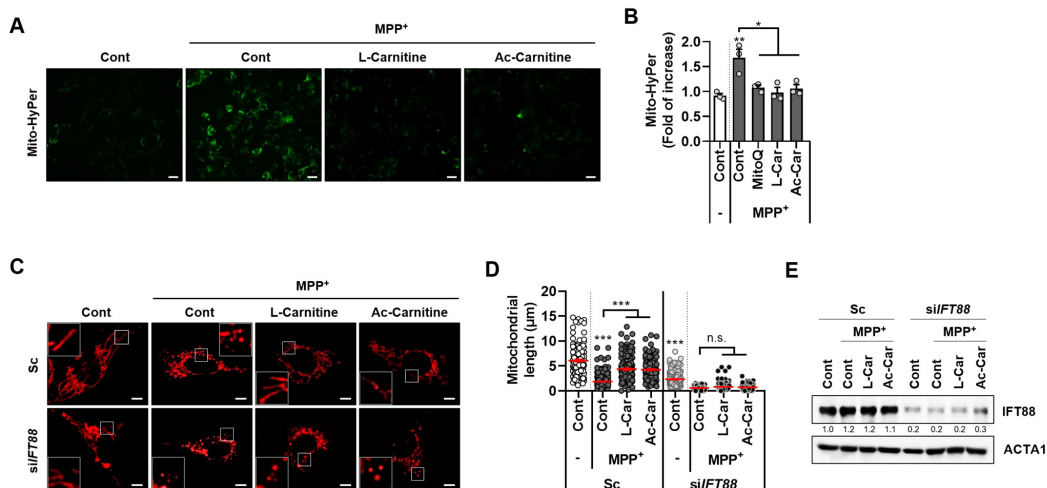 A
MPP+
Cont Cont L-Carnitine Ac-Carnitine
Mito-HyPer
B
Mito-HyPer
(Fold of increase)
2.0
1.5
1.0
0.5
0.0
**
*
Cont Cont MitoQ L-Car Ac-Car
- MPP+
C
MPP+
Cont Cont L-Carnitine Ac-Carnitine
Sc
siIFT88
D
Mitochondrial
length (μm)
20
15
10
5
0
*** *** *** n.s.
Cont Cont L-Car Ac-Car Cont Cont L-Car Ac-Car
- MPP+ - MPP+
Sc siIFT88
E
Sc siIFT88
MPP+ MPP+
Cont Cont L-Car Ac-Car Cont Cont L-Car Ac-Car
IFT88
1.0 1.2 1.2 1.1 0.2 0.2 0.2 0.3
ACTA1